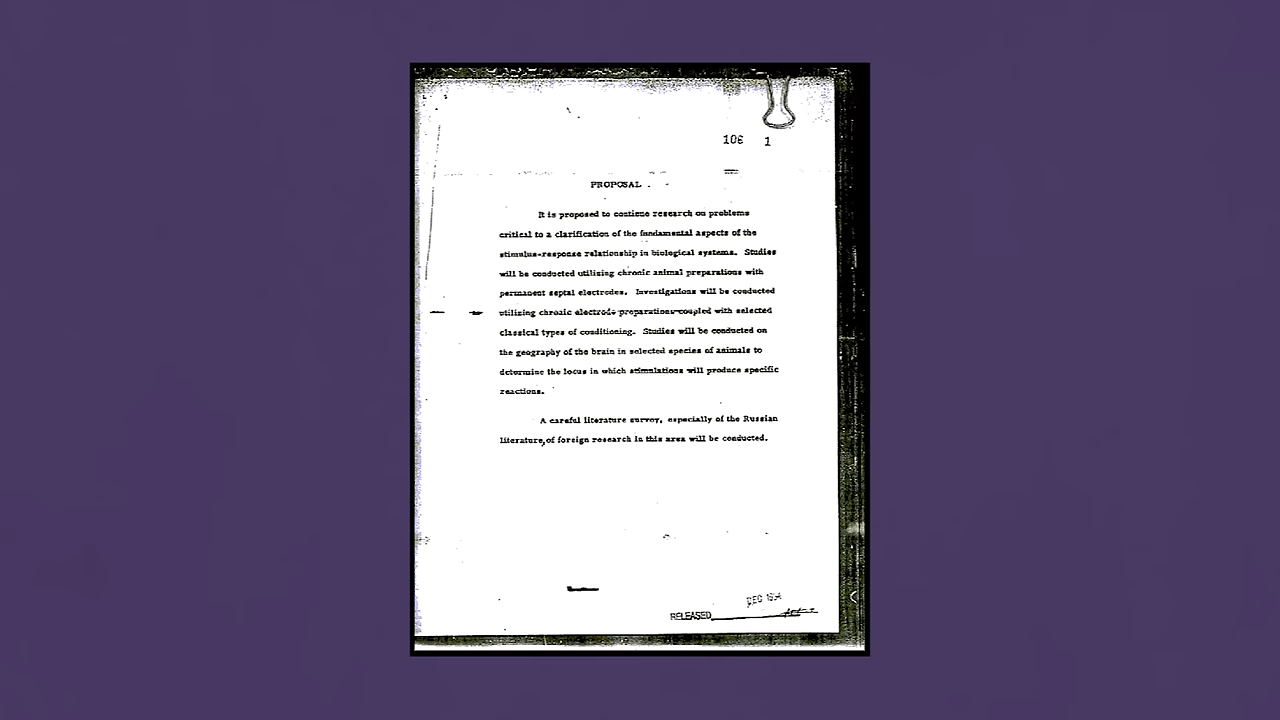 106 1
PROPOSAL
It is proposed to continue research on problems
critical to a clarification of the fundamental aspects of the
stimulus-response relationship in biological systems. Studies
will be conducted utilizing chronic animal preparations with
permanent septal electrodes. Investigations will be conducted
utilizing chronic electrode preparations coupled with selected
classical types of conditioning. Studies will be conducted on
the geography of the brain in selected species of animals to
determine the locus in which stimulations will produce specific
reactions.
A careful literature survey, especially of the Russian
literature, of foreign research in this area will be conducted.
DEC
RELEASED